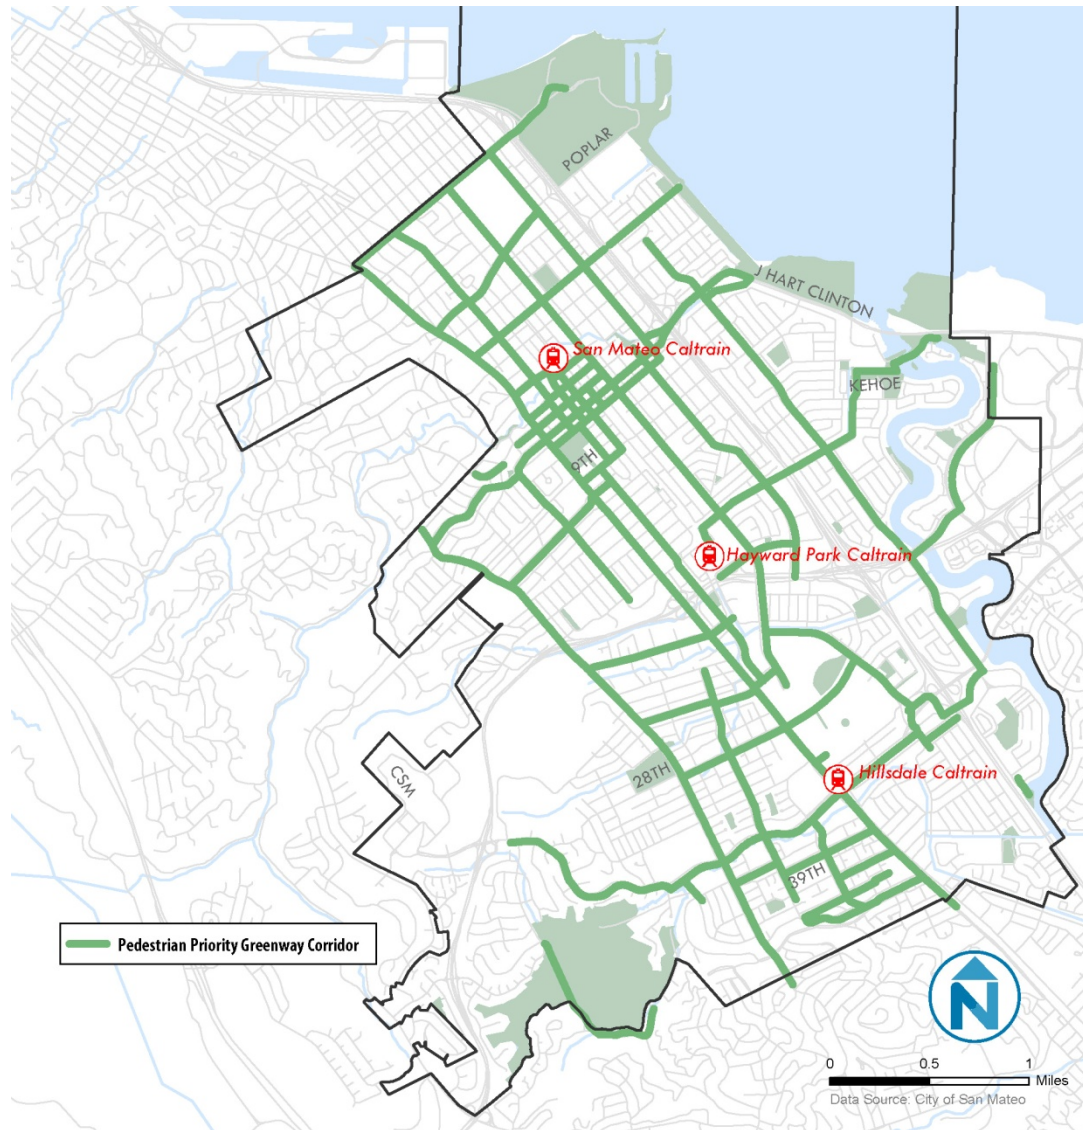 POPLAR
J HART CLINTON
San Mateo Caltrain
KEHOE
9TH
Hayward Park Caltrain
28TH
CSM
Hillsdale Caltrain
39TH
Pedestrian Priority Greenway Corridor
N
0 0.5 1
Miles
Data Source: City of San Mateo